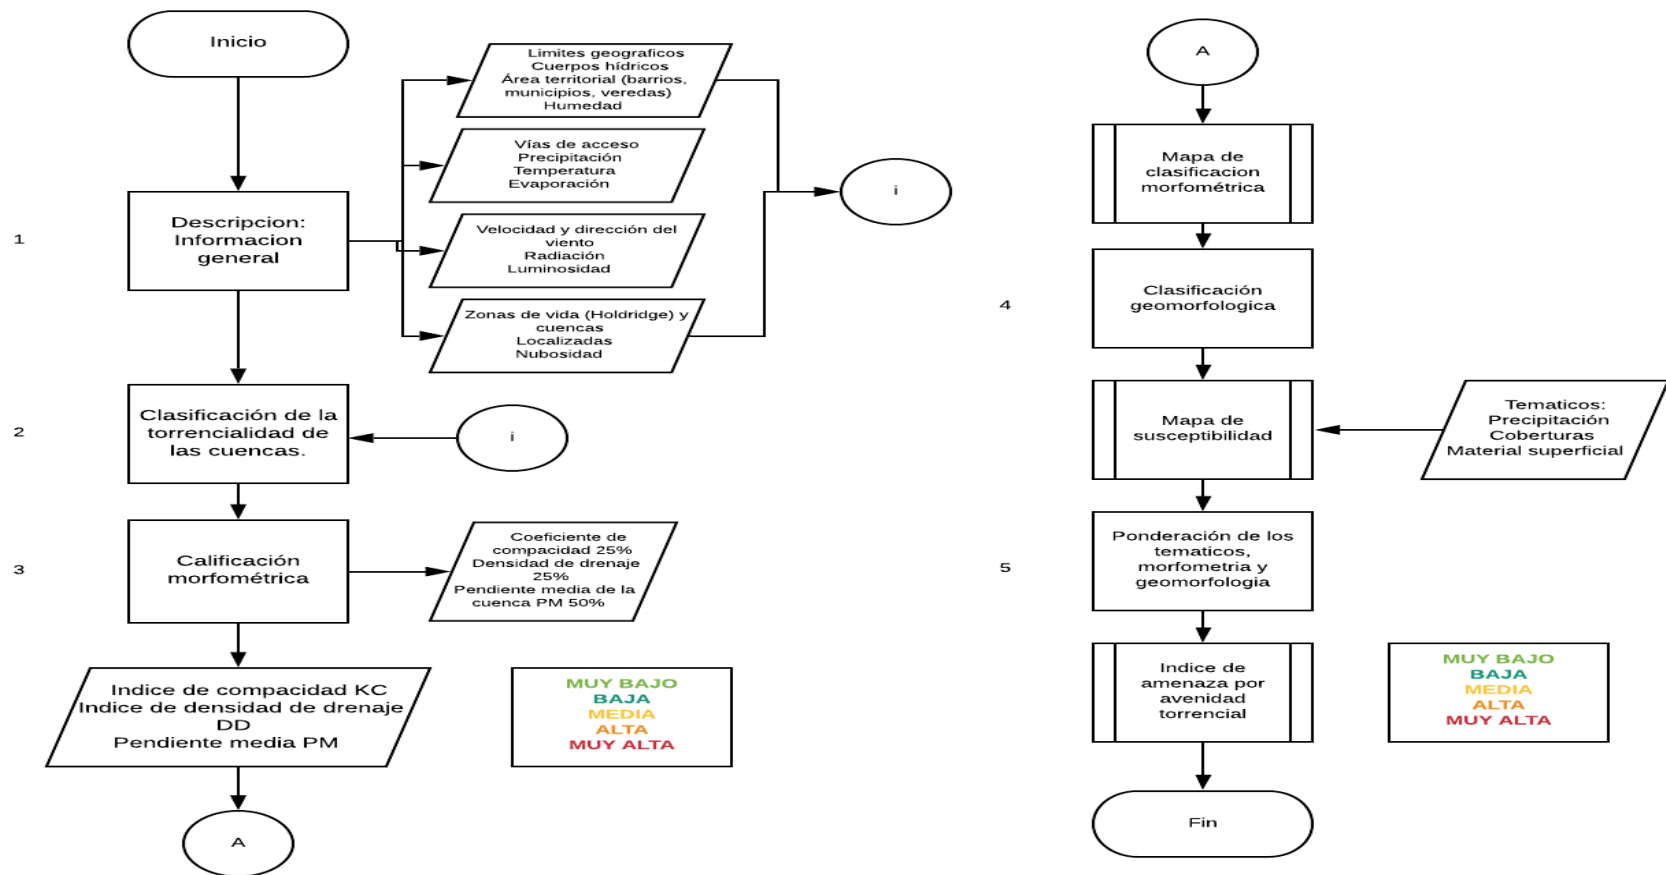 Inicio
1
Descripcion:
Informacion
general
Limites geograficos
Cuerpos hídricos
Área territorial (barrios,
municipios, veredas)
Humedad
Vías de acceso
Precipitación
Temperatura
Evaporación
Velocidad y dirección del
viento
Radiación
Luminosidad
Zonas de vida (Holdridge) y
cuencas
Localizadas
Nubosidad
i
2
Clasificación de la
torrencialidad de
las cuencas.
i
3
Calificación
morfométrica
Coeficiente de
compacidad 25%
Densidad de drenaje
25%
Pendiente media de la
cuenca PM 50%
Indice de compacidad KC
Indice de densidad de drenaje
DD
Pendiente media PM
MUY BAJO
BAJA
MEDIA
ALTA
MUY ALTA
A
A
Mapa de
clasificacion
morfométrica
4
Clasificación
geomorfologica
Mapa de
susceptibilidad
Tematicos:
Precipitación
Coberturas
Material superficial
5
Ponderación de los
tematicos,
morfometria y
geomorfologia
Indice de
amenaza por
avenidad
torrencial
MUY BAJO
BAJA
MEDIA
ALTA
MUY ALTA
Fin